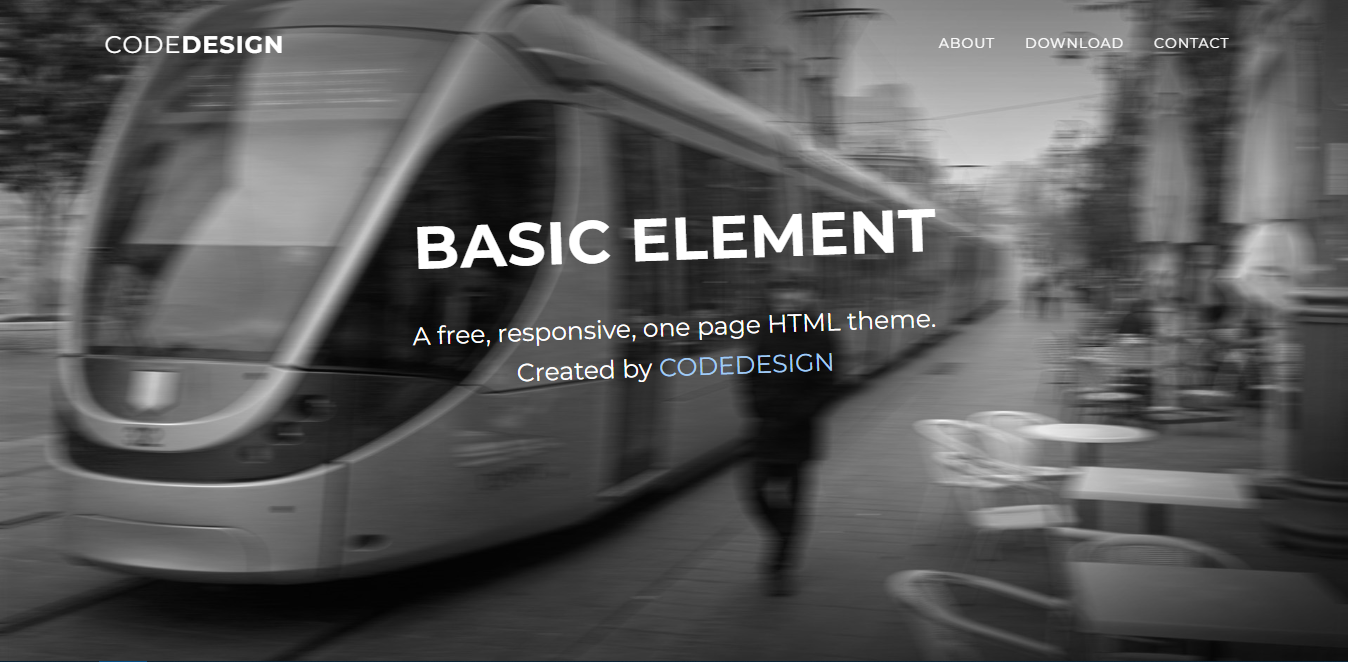 CODEDESIGN
ABOUT DOWNLOAD CONTACT
BASIC ELEMENT
A free, responsive, one page HTML theme.
Created by CODEDESIGN